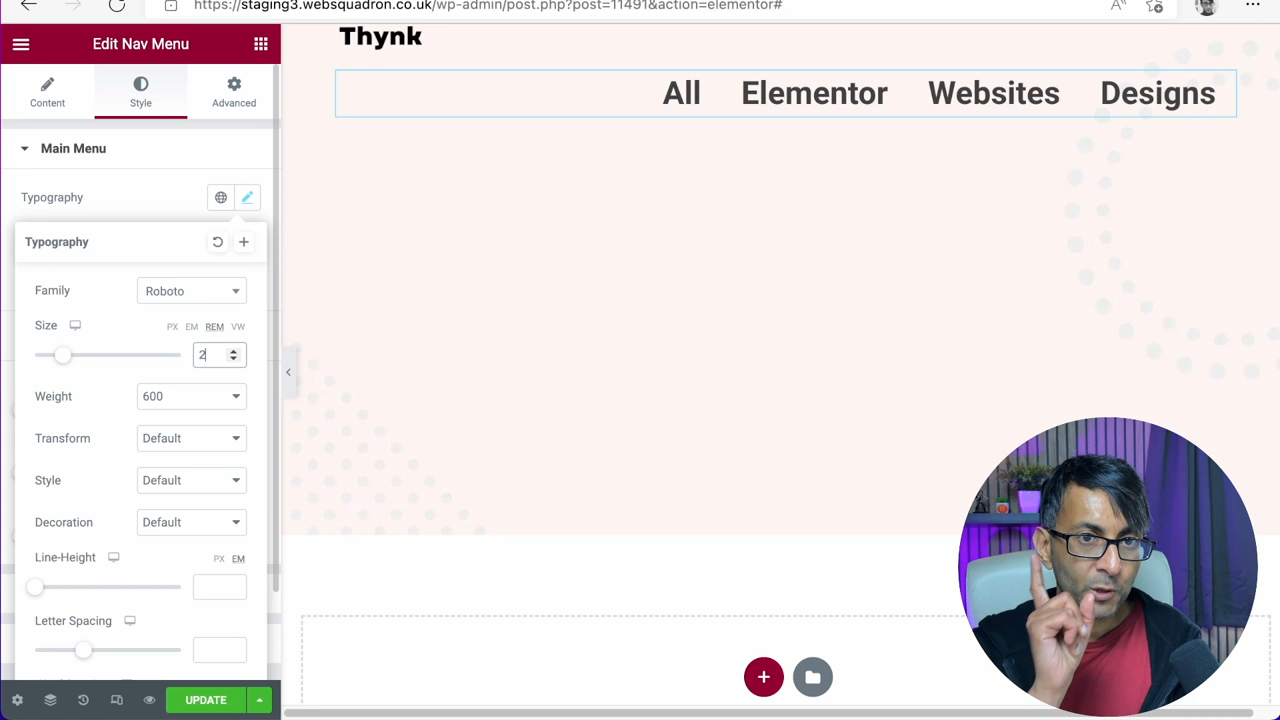 https://staging3.websquadron.co.uk/wp-admin/post.php?post=11491&action=elementor#
Edit Nav Menu
Content
Style
Advanced
Main Menu
Typography
Typography
Family
Roboto
Size
PX EM REM VW
2
Weight
600
Transform
Default
Style
Default
Decoration
Default
Line-Height
PX EM
Letter Spacing
UPDATE
Thynk
All Elementor Websites Designs